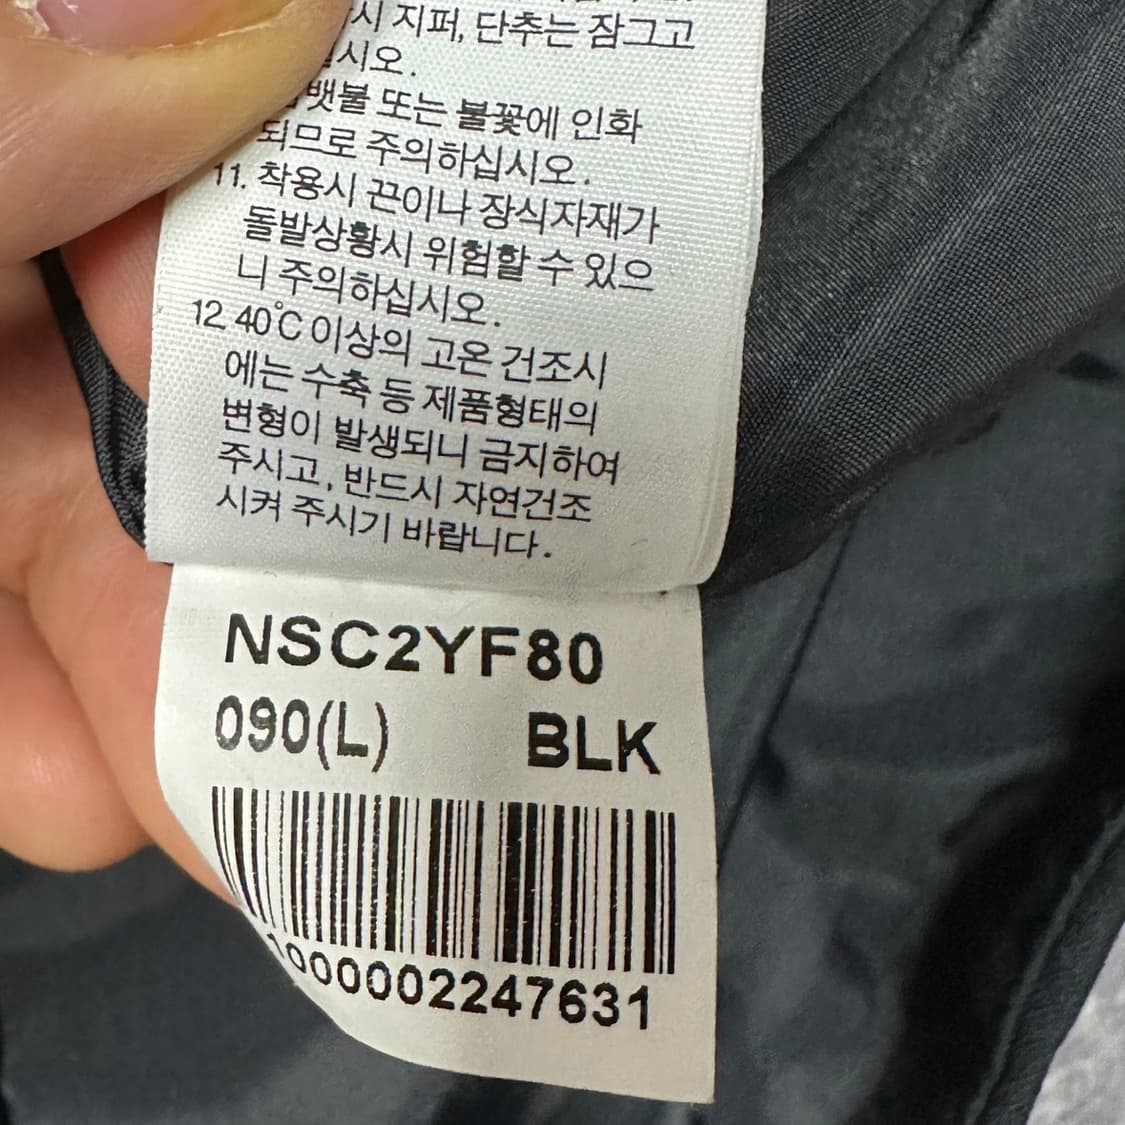 시 지퍼, 단추는 잠그고
시오.
뱃불 또는 불꽃에 인화
되므로 주의하십시오.
11. 착용시 끈이나 장식자재가
돌발상황시 위험할 수 있으
니 주의하십시오.
12. 40℃ 이상의 고온 건조시
에는 수축 등 제품형태의
변형이 발생되니 금지하여
주시고, 반드시 자연건조
시켜 주시기 바랍니다.
NSC2YF80
090(L) BLK
1000002247631